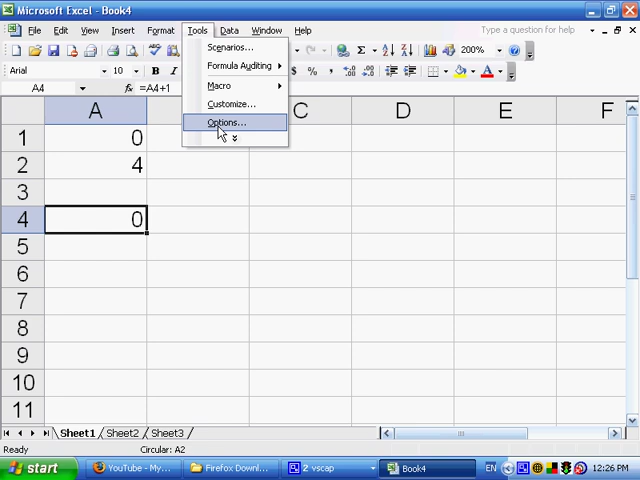 Microsoft Excel - Book4
File Edit View Insert Format Tools Data Window Help Type a question for help
Scenarios...
Formula Auditing
Macro
Customize...
Options...
Σ 200%
Arial 10 B I $ % , A
A4 =A4+1
A C D E F
1 0
2 4
3
4 0
5
6
7
8
9
10
11
Sheet1 Sheet2 Sheet3
Ready Circular: A2
start YouTube - My... Firefox Downl... 2 vscap Book4 EN 12:26 PM